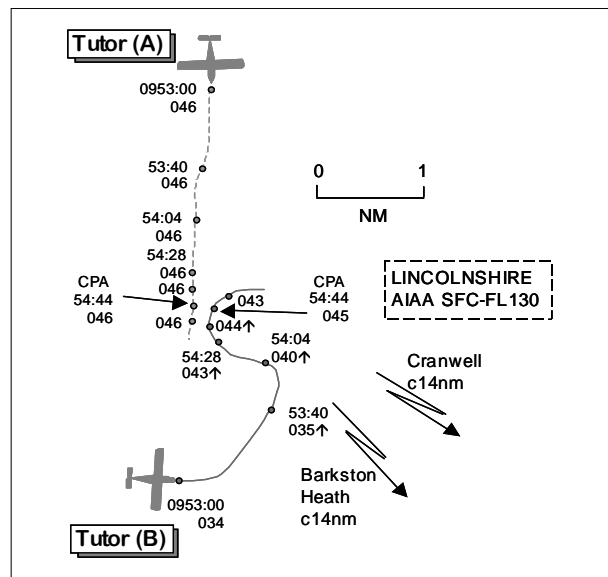 Tutor (A)
0953:00
046
53:40
046
54:04
046
54:28
046
046
046
CPA
54:44
046
0
1
NM
CPA
54:44
045
043
044↑
54:28
043↑
54:04
040↑
53:40
035↑
LINCOLNSHIRE
AIAA SFC-FL130
Cranwell
c14nm
Barkston
Heath
c14nm
0953:00
034
Tutor (B)